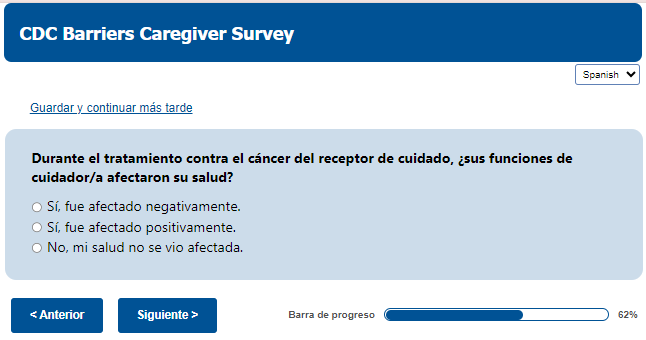 CDC Barriers Caregiver Survey
Spanish
Guardar y continuar más tarde
Durante el tratamiento contra el cáncer del receptor de cuidado, ¿sus funciones de
cuidador/a afectaron su salud?
Sí, fue afectado negativamente.
Sí, fue afectado positivamente.
No, mi salud no se vio afectada.
< Anterior
Siguiente >
Barra de progreso
62%